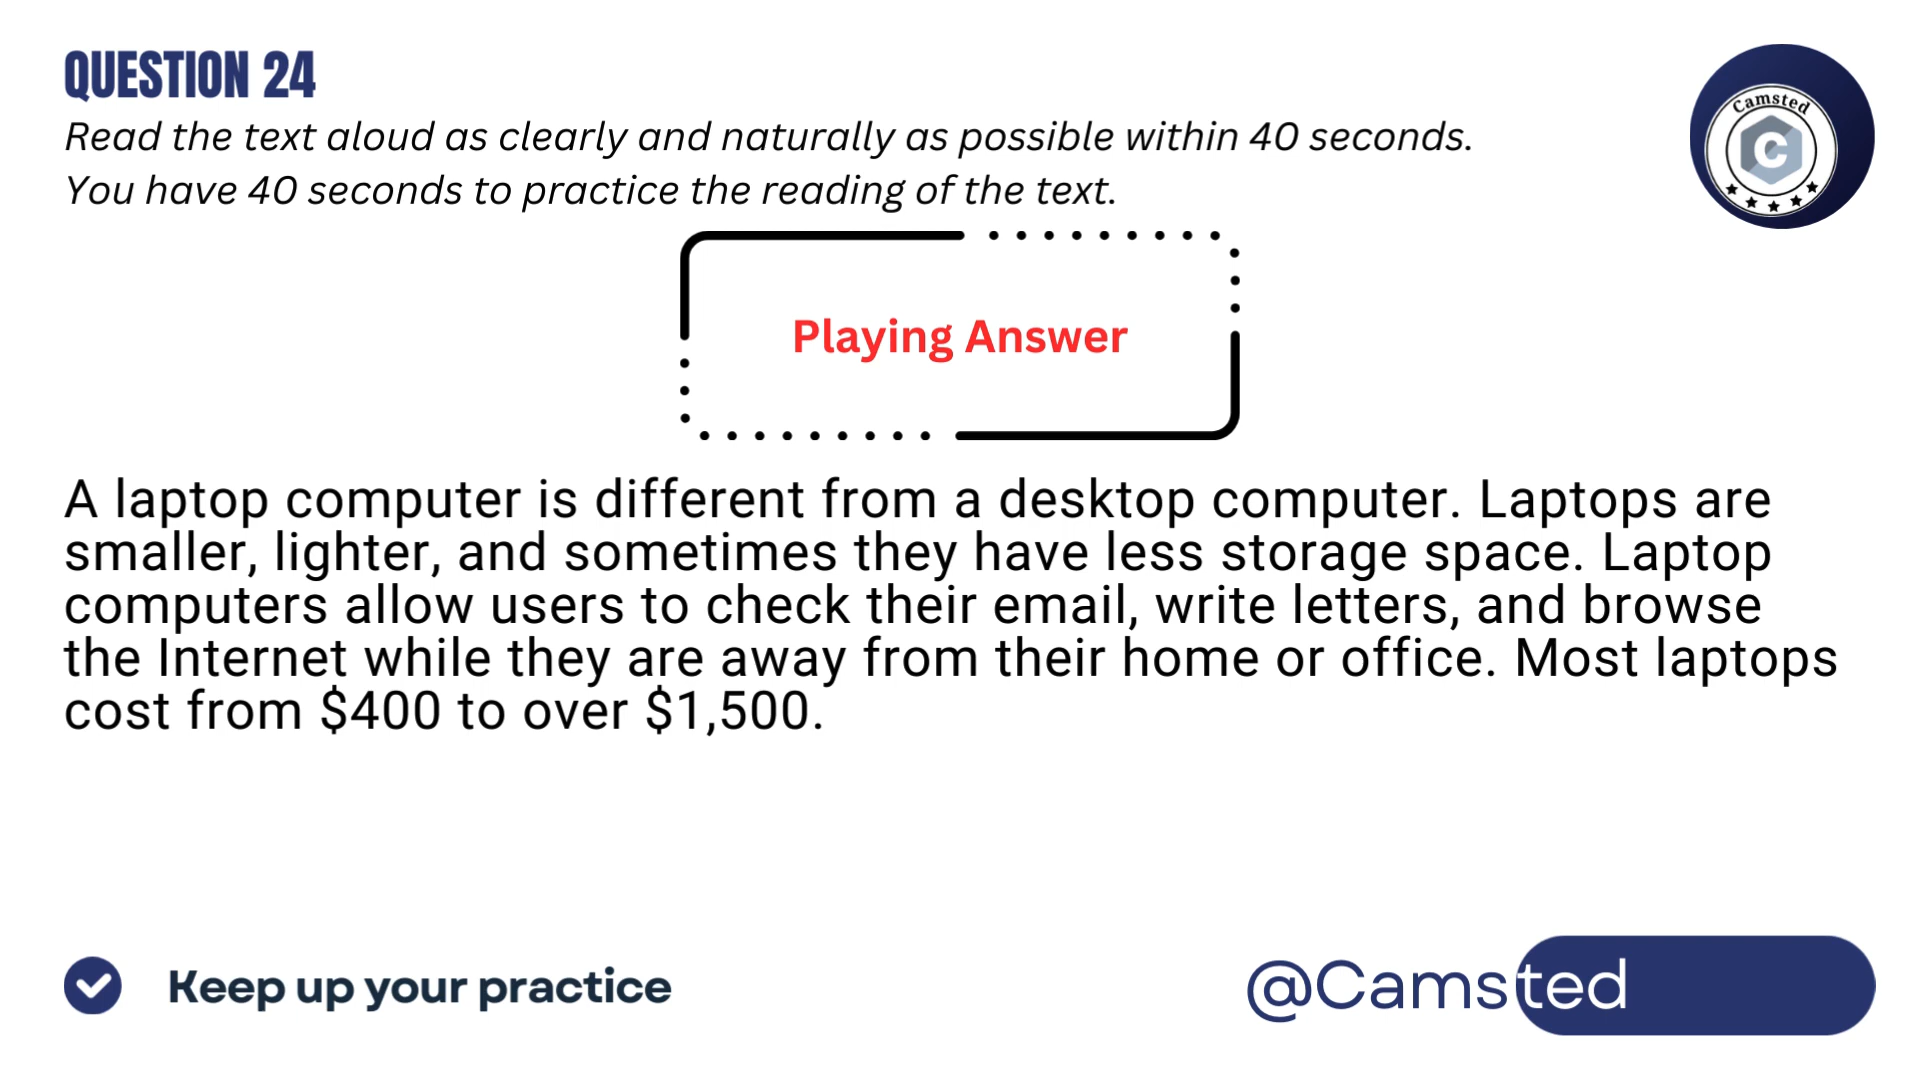 QUESTION 24
Read the text aloud as clearly and naturally as possible within 40 seconds.
You have 40 seconds to practice the reading of the text.
Camsted
C
Playing Answer
A laptop computer is different from a desktop computer. Laptops are
smaller, lighter, and sometimes they have less storage space. Laptop
computers allow users to check their email, write letters, and browse
the Internet while they are away from their home or office. Most laptops
cost from $400 to over $1,500.
Keep up your practice
@Camsted